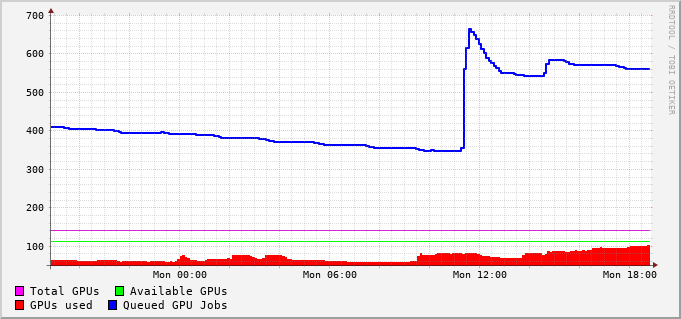 700
600
500
400
300
200
100
Mon 00:00 Mon 06:00 Mon 12:00 Mon 18:00
Total GPUs Available GPUs
GPUs used Queued GPU Jobs
RRDTOOL / TOBI OETIKER